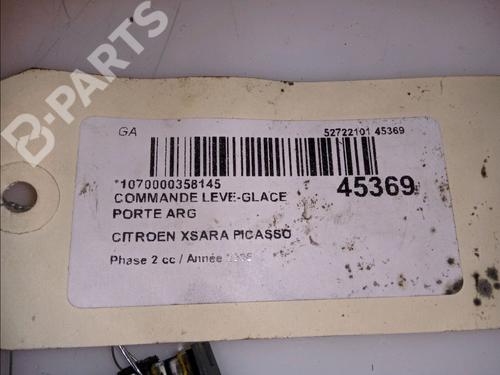 B-PARTS
GA
52722101 45369
*1070000358145
45369
COMMANDE LEVE-GLACE
PORTE ARG
CITROEN XSARA PICASSO
Phase 2 cc / Année